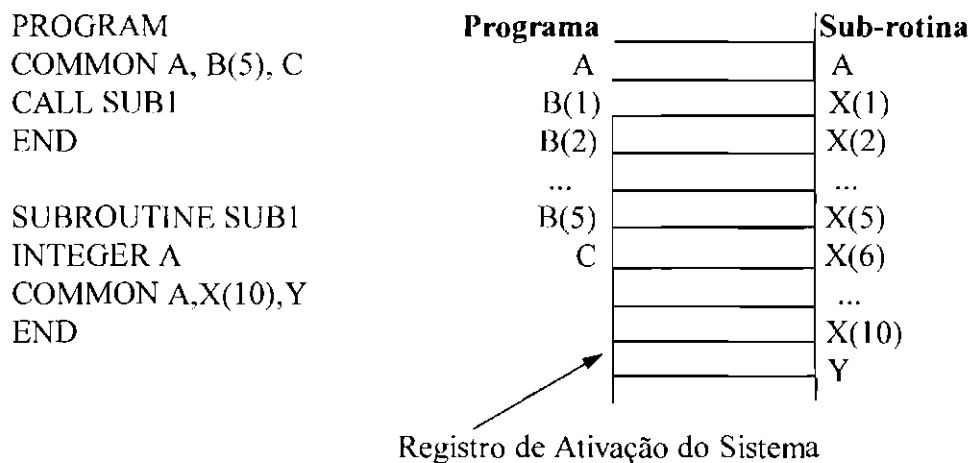 PROGRAM
COMMON A, B(5), C
CALL SUB1
END
SUBROUTINE SUB1
INTEGER A
COMMON A,X(10),Y
END
Programa Sub-rotina
A A
B(1) X(1)
B(2) X(2)
... ...
B(5) X(5)
C X(6)
...
X(10)
Y
Registro de Ativação do Sistema